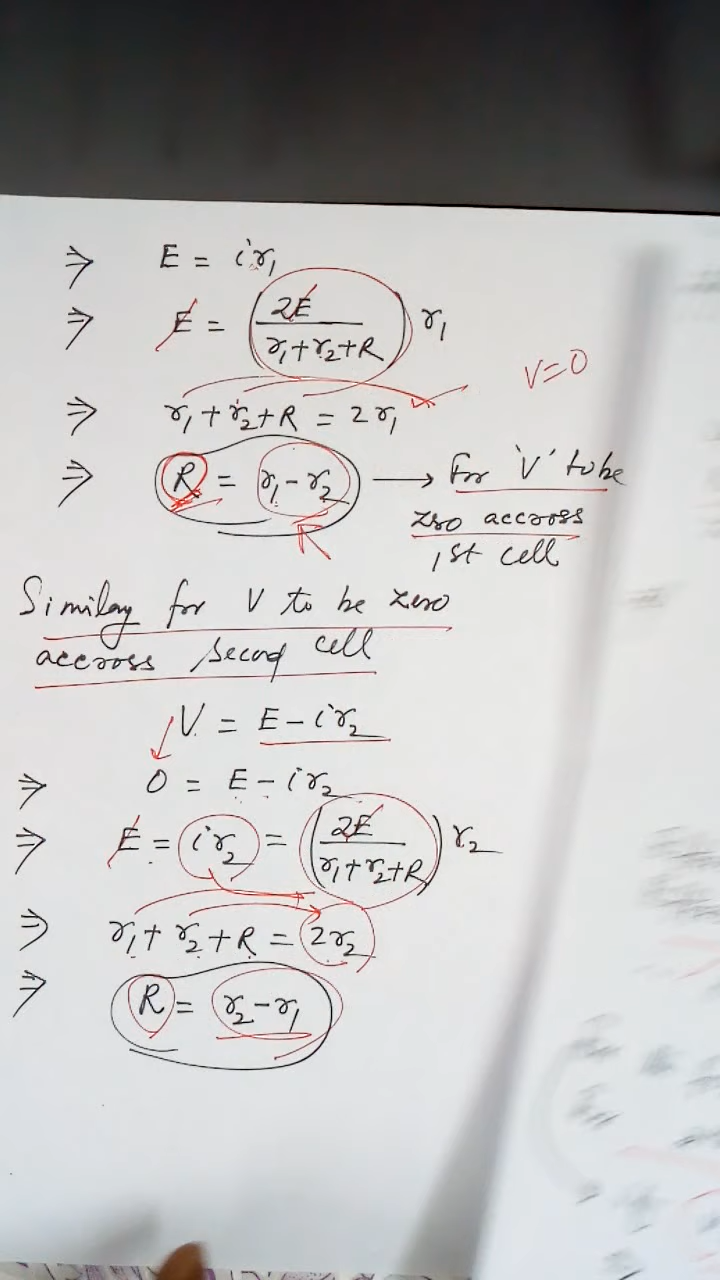 ⇒ E = ir₁
⇒ E = (2E / r₁+r₂+R) r₁
V=0
⇒ r₁+r₂+R = 2r₁
⇒ R = r₁-r₂ → For 'V' to be
zero accross
1st cell
Similay for V to be zero
accross second cell
V = E-ir₂
⇒ 0 = E-ir₂
⇒ E = ir₂ = (2E / r₁+r₂+R) r₂
⇒ r₁+r₂+R = 2r₂
⇒ R = r₂-r₁